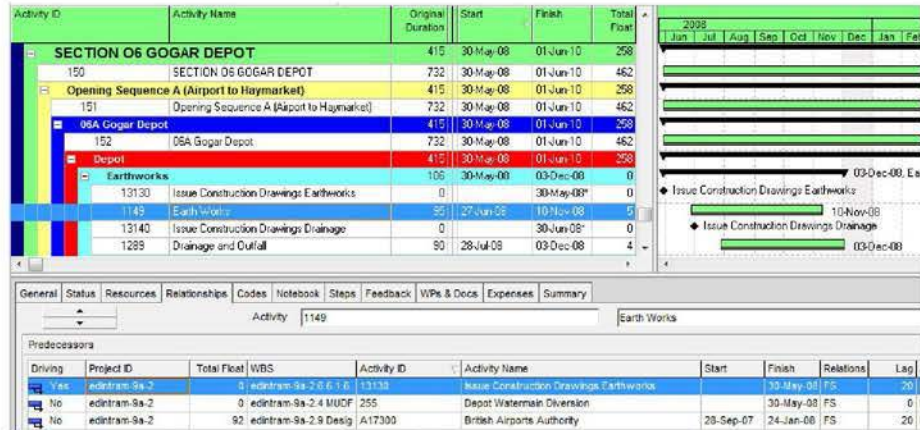 Activity ID Activity Name Original Duration Start Finish Total Float
2008
Jun Jul Aug Sep Oct Nov Dec Jan Feb
SECTION O6 GOGAR DEPOT 415 30-May-08 01-Jun-10 258
150 SECTION O6 GOGAR DEPOT 732 30-May-08 01-Jun-10 462
Opening Sequence A (Airport to Haymarket) 415 30-May-08 01-Jun-10 258
151 Opening Sequence A (Airport to Haymarket) 732 30-May-08 01-Jun-10 462
06A Gogar Depot 415 30-May-08 01-Jun-10 258
152 06A Gogar Depot 732 30-May-08 01-Jun-10 462
Depot 415 30-May-08 01-Jun-10 258
Earthworks 106 30-May-08 03-Dec-08 0 03-Dec-08, Ea
13130 Issue Construction Drawings Earthworks 0 30-May-08* 0 Issue Construction Drawings Earthworks
1149 Earth Works 95 27-Jun-08 10-Nov-08 5 10-Nov-08
13140 Issue Construction Drawings Drainage 0 30-Jun-08* 0 Issue Construction Drawings Drainage
1289 Drainage and Outfall 90 28-Jul-08 03-Dec-08 4 03-Dec-08
General Status Resources Relationships Codes Notebook Steps Feedback WPs & Docs Expenses Summary
Activity 1149 Earth Works
Predecessors
Driving Project ID Total Float WBS Activity ID Activity Name Start Finish Relations Lag
Yes edintram-9a-2 0 edintram-9a-2.6.6.1.6 13130 Issue Construction Drawings Earthworks 30-May-08 FS 20
No edintram-9a-2 0 edintram-9a-2.4 MUDF 255 Depot Watermain Diversion 30-May-08 FS 0
No edintram-9a-2 92 edintram-9a-2.9 Desig A17300 British Airports Authority 28-Sep-07 24-Jan-08 FS 20